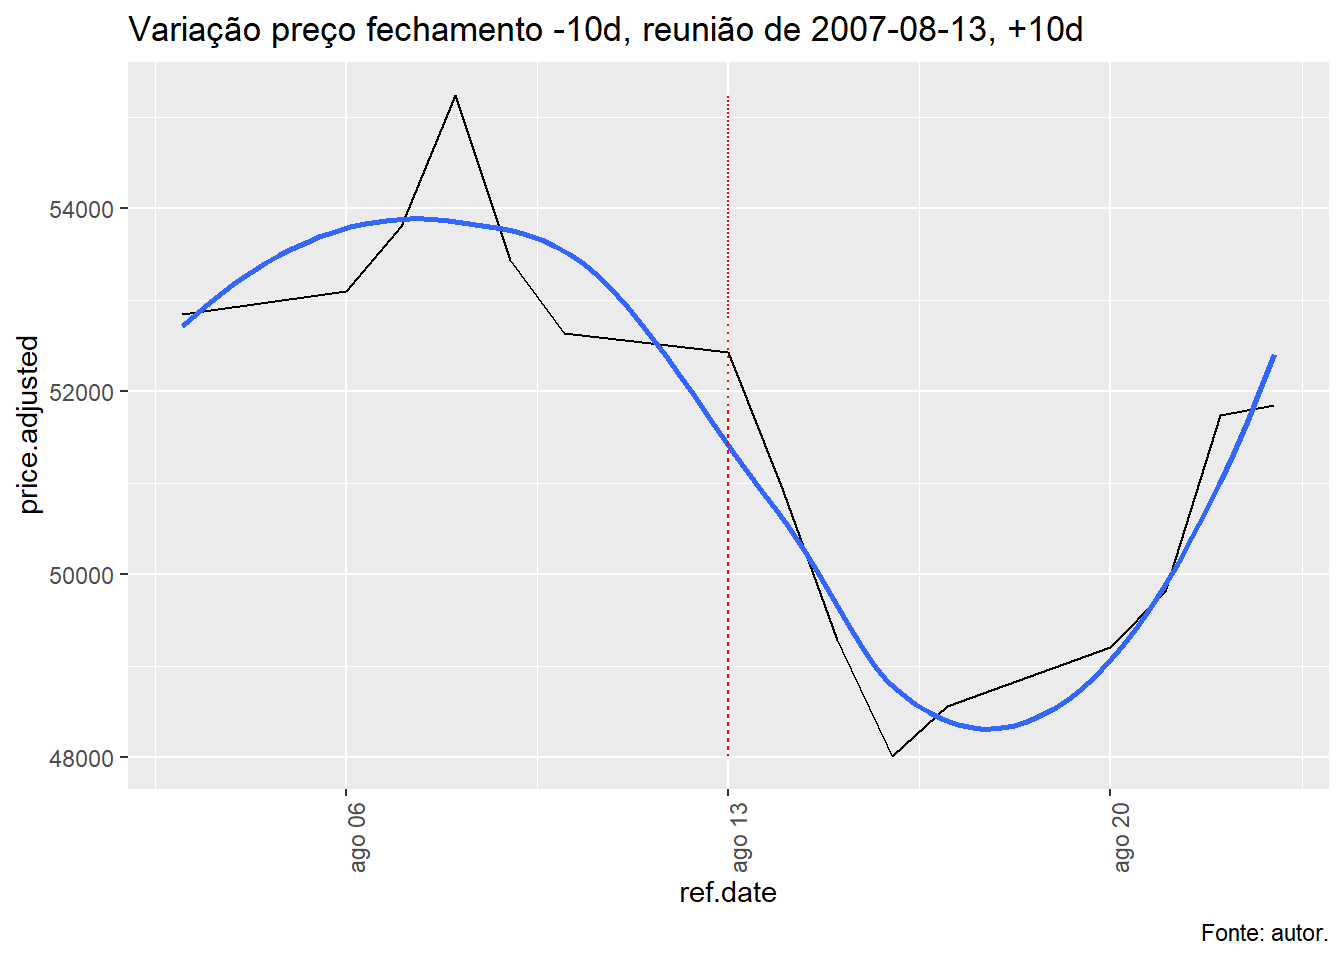 Variação preço fechamento -10d, reunião de 2007-08-13, +10d
price.adjusted
54000
52000
50000
48000
ago 06
ago 13
ago 20
ref.date
Fonte: autor.